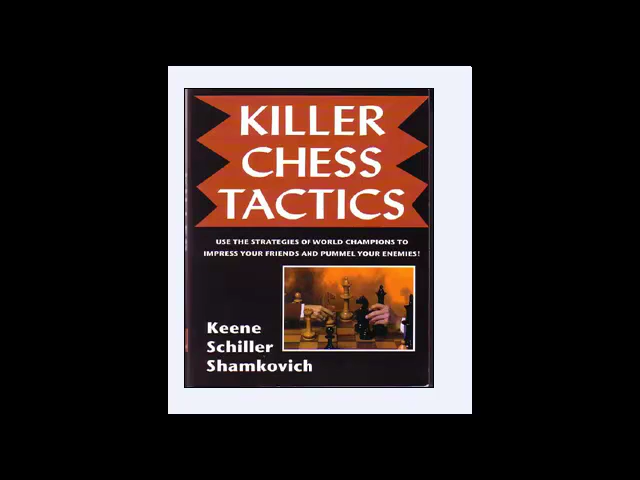 KILLER
CHESS
TACTICS
USE THE STRATEGIES OF WORLD CHAMPIONS TO
IMPRESS YOUR FRIENDS AND PUMMEL YOUR ENEMIES!
Keene
Schiller
Shamkovich